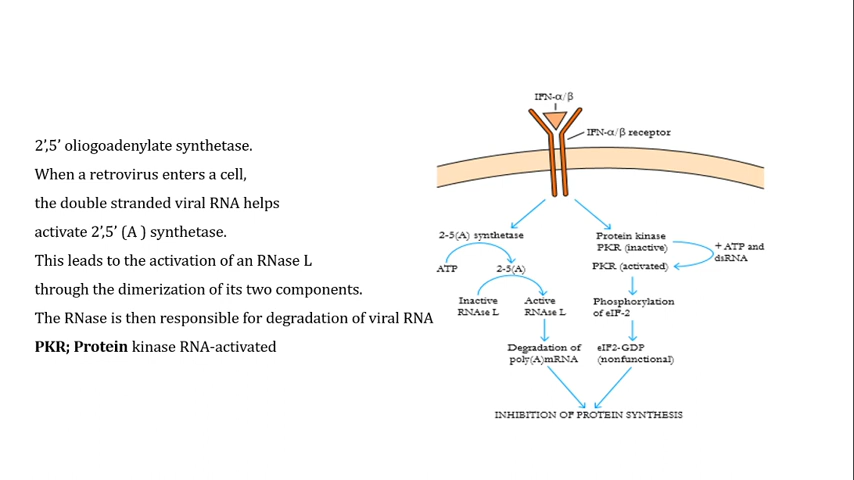 2’,5’ oliogoadenylate synthetase.
When a retrovirus enters a cell,
the double stranded viral RNA helps
activate 2’,5’ (A ) synthetase.
This leads to the activation of an RNase L
through the dimerization of its two components.
The RNase is then responsible for degradation of viral RNA
PKR; Protein kinase RNA-activated
IFN-α/β
IFN-α/β receptor
2-5(A) synthetase
ATP
2-5(A)
Inactive
RNAse L
Active
RNAse L
Degradation of
poly(A)mRNA
Protein kinase
PKR (inactive)
+ ATP and
dsRNA
PKR (activated)
Phosphorylation
of eIF-2
eIF2-GDP
(nonfunctional)
INHIBITION OF PROTEIN SYNTHESIS